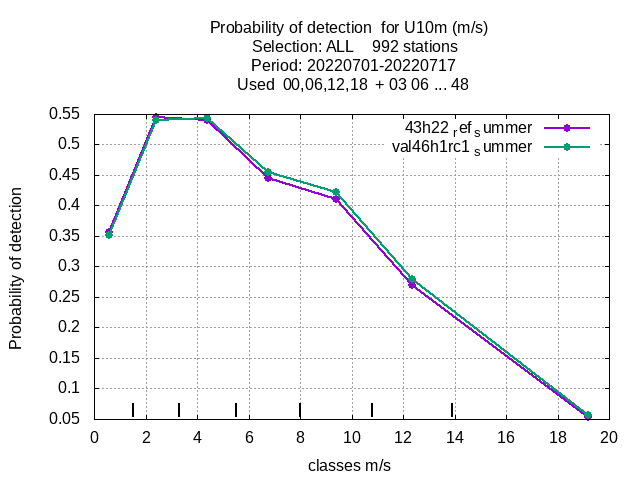 Probability of detection for U10m (m/s)
Selection: ALL 992 stations
Period: 20220701-20220717
Used 00,06,12,18 + 03 06 ... 48
43h22 ref summer
val46h1rc1 summer
Probability of detection
0.55
0.5
0.45
0.4
0.35
0.3
0.25
0.2
0.15
0.1
0.05
0 2 4 6 8 10 12 14 16 18 20
classes m/s